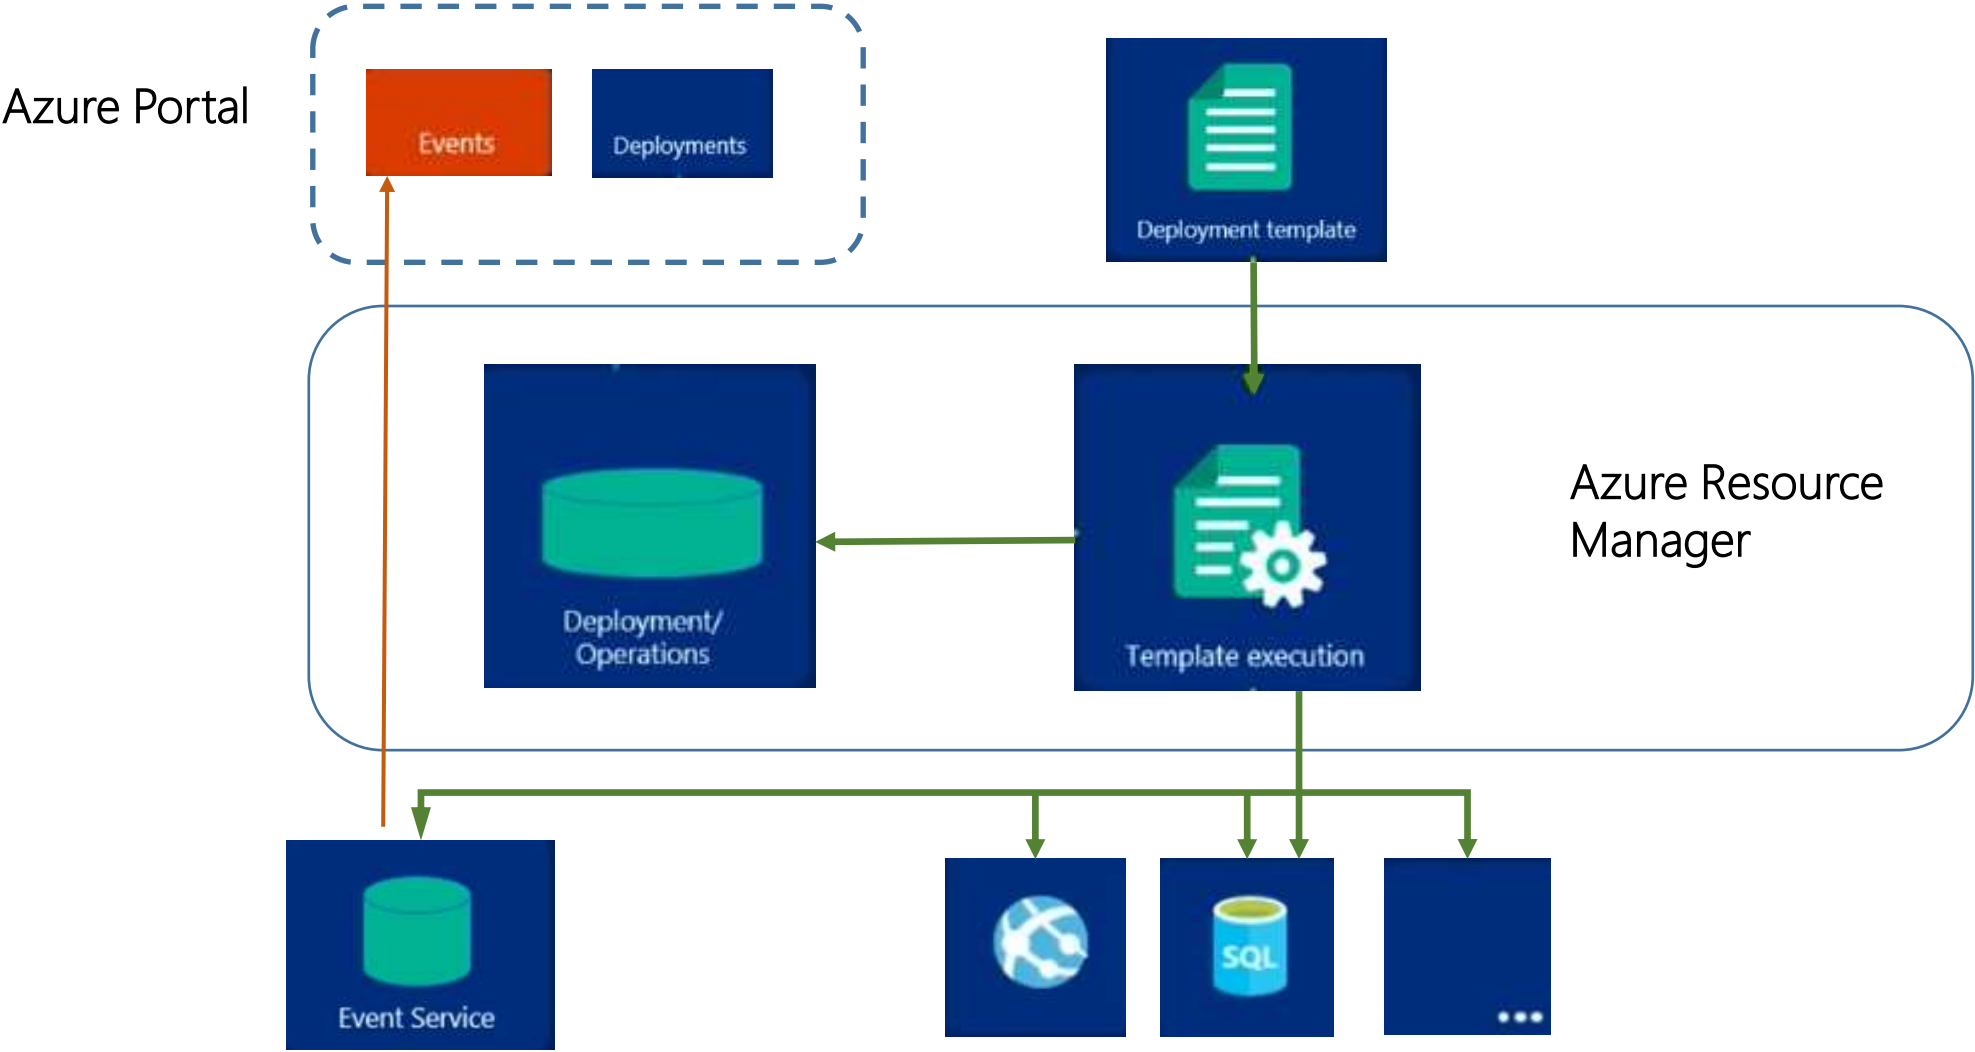 Azure Portal
Events
Deployments
Deployment template
Azure Resource
Manager
Deployment/
Operations
Template execution
Event Service
SQL